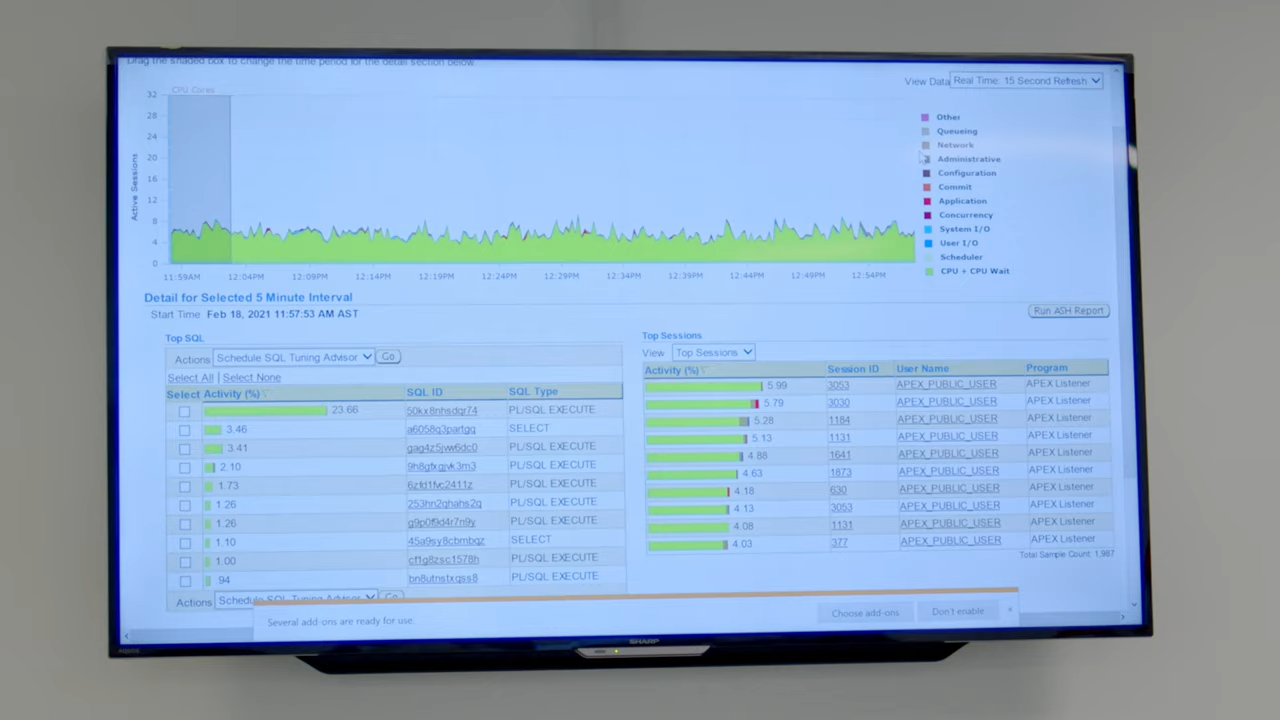 Drag the shaded box to change the time period for the detail section below
View Data Real Time: 15 Second Refresh
CPU Cores
32
28
24
20
16
12
8
4
0
Active Sessions
11:59AM 12:04PM 12:09PM 12:14PM 12:19PM 12:24PM 12:29PM 12:34PM 12:39PM 12:44PM 12:49PM 12:54PM
Other
Queueing
Network
Administrative
Configuration
Commit
Application
Concurrency
System I/O
User I/O
Scheduler
CPU + CPU Wait
Detail for Selected 5 Minute Interval
Start Time Feb 18, 2021 11:57:53 AM AST
Run ASH Report
Top SQL
Actions Schedule SQL Tuning Advisor Go
Select All | Select None
Select Activity (%) SQL ID SQL Type
23.66 50kx8nhsdqr74 PL/SQL EXECUTE
3.46 a6058q3partgq SELECT
3.41 PL/SQL EXECUTE
2.10 PL/SQL EXECUTE
1.73 PL/SQL EXECUTE
1.26 253hn2qhahs2q PL/SQL EXECUTE
1.26 PL/SQL EXECUTE
1.10 45a9sy8cbmbqz SELECT
1.00 cf1g8zsc1578h PL/SQL EXECUTE
.94 bn8utnstxqss8 PL/SQL EXECUTE
Actions Schedule SQL Tuning Advisor Go
Top Sessions
View Top Sessions
Activity (%) Session ID User Name Program
5.99 3053 APEX_PUBLIC_USER APEX Listener
5.79 3030 APEX_PUBLIC_USER APEX Listener
5.28 1184 APEX_PUBLIC_USER APEX Listener
5.13 1131 APEX_PUBLIC_USER APEX Listener
4.88 1641 APEX_PUBLIC_USER APEX Listener
4.63 1873 APEX_PUBLIC_USER APEX Listener
4.18 630 APEX_PUBLIC_USER APEX Listener
4.13 3053 APEX_PUBLIC_USER APEX Listener
4.08 1131 APEX_PUBLIC_USER APEX Listener
4.03 377 APEX_PUBLIC_USER APEX Listener
Total Sample Count: 1,987
Several add-ons are ready for use.
Choose add-ons
Don't enable
SHARP
AQUOS